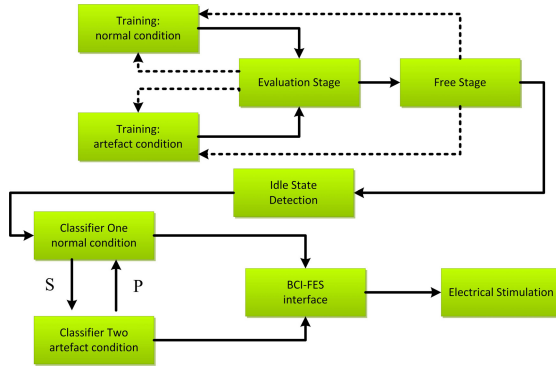 Training:
normal condition
Evaluation Stage
Free Stage
Training:
artefact condition
Idle State
Detection
Classifier One
normal condition
S
P
BCI-FES
interface
Electrical Stimulation
Classifier Two
artefact condition